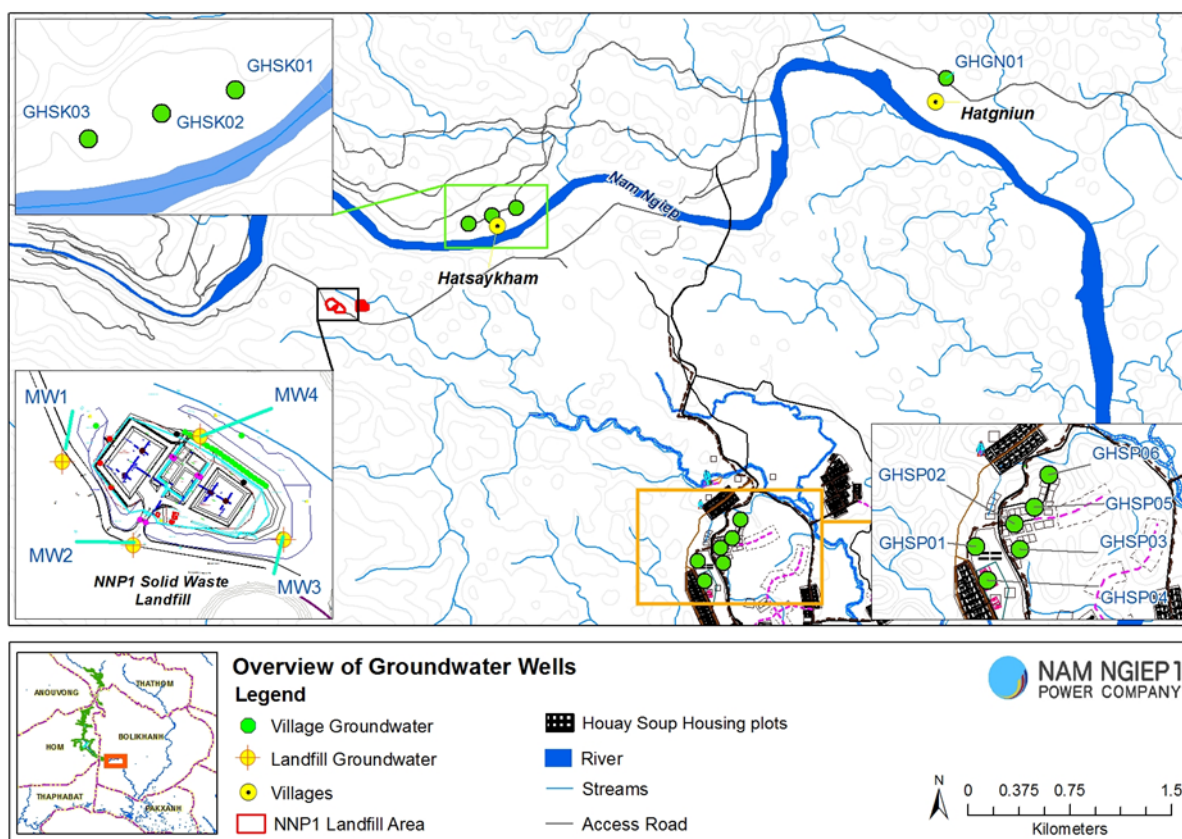 GHSK01
GHSK02
GHSK03
GHGN01
Hatgniun
Nam Ngiep
Hatsaykham
MW1
MW4
MW2
MW3
NNP1 Solid Waste
Landfill
GHSP06
GHSP02
GHSP05
GHSP01
GHSP03
GHSP04
ANOUVONG
THATHOM
HOM
BOLIKHANH
THAPHABAT
PAKXANH
Overview of Groundwater Wells
Legend
Village Groundwater
Landfill Groundwater
Villages
NNP1 Landfill Area
Houay Soup Housing plots
River
Streams
Access Road
NAM NGIEP1
POWER COMPANY
N
0 0.375 0.75 1.5
Kilometers